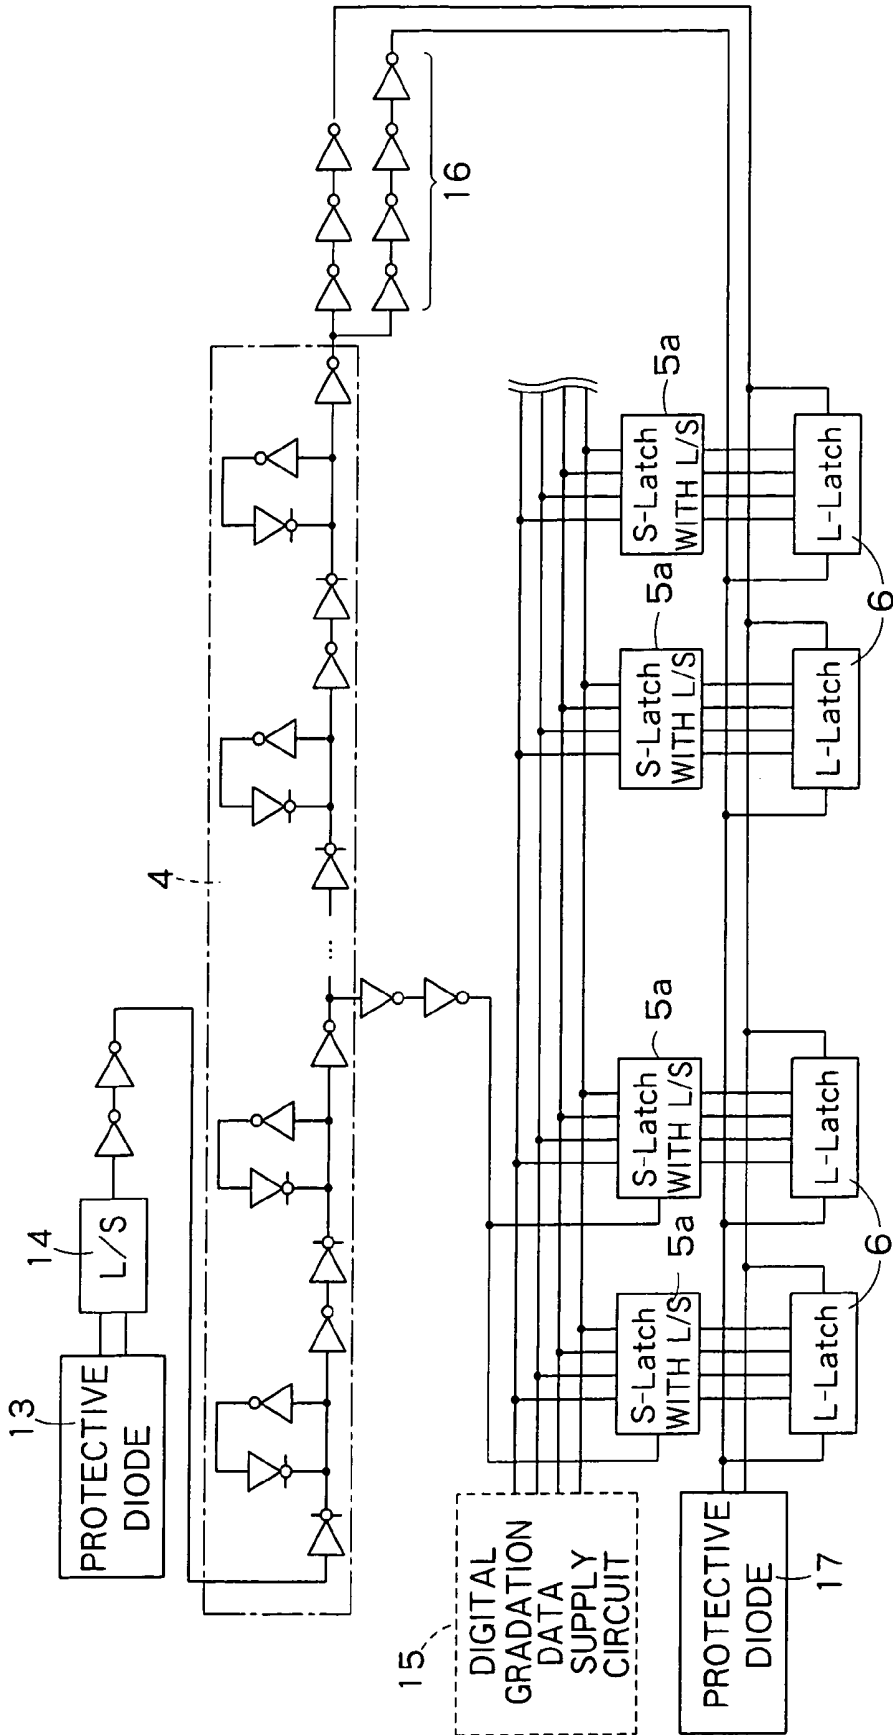 13
PROTECTIVE
DIODE
14
L/S
4
...
16
15
DIGITAL
GRADATION
DATA
SUPPLY
CIRCUIT
S-Latch
WITH L/S
5a
S-Latch
WITH L/S
5a
S-Latch
WITH L/S
5a
S-Latch
WITH L/S
5a
L-Latch
L-Latch
L-Latch
L-Latch
6
6
PROTECTIVE
DIODE
17